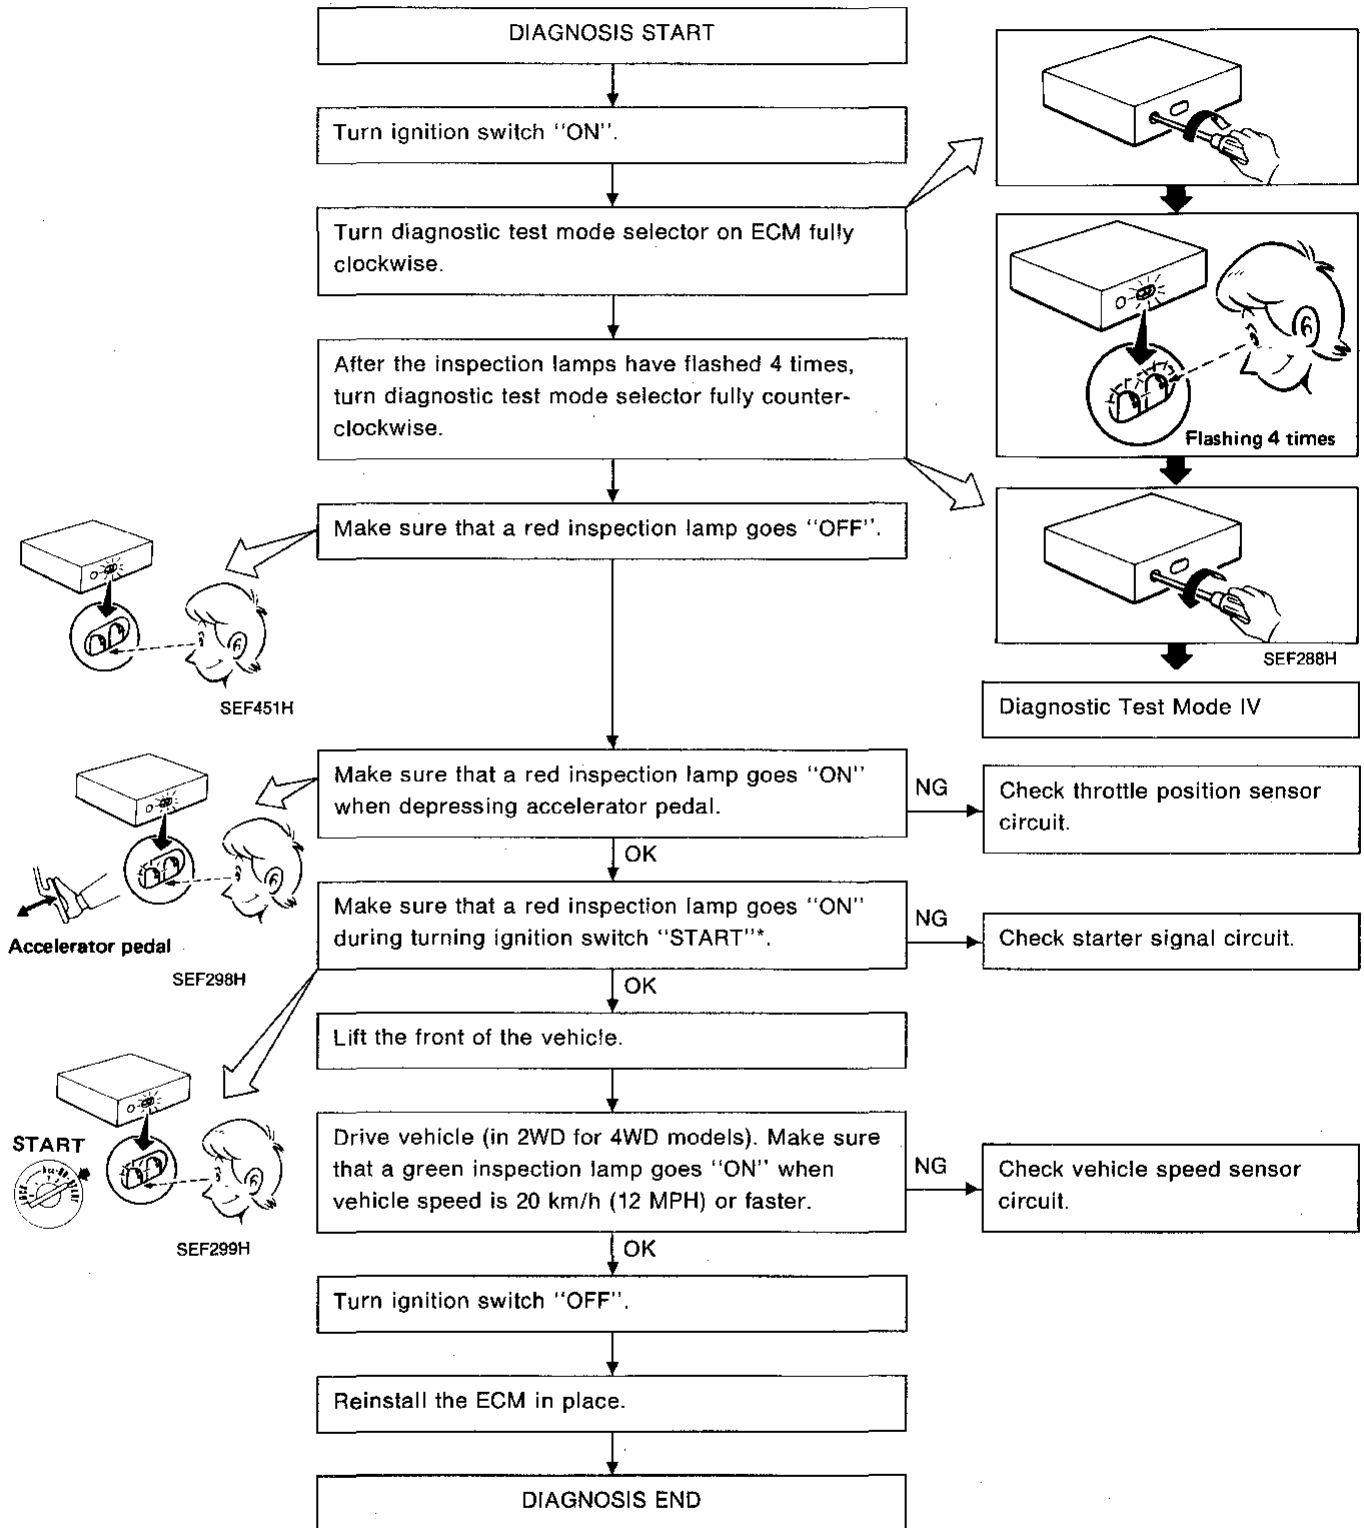 DIAGNOSIS START
Turn ignition switch “ON”.
Turn diagnostic test mode selector on ECM fully
clockwise.
After the inspection lamps have flashed 4 times,
turn diagnostic test mode selector fully counter-
clockwise.
Flashing 4 times
Make sure that a red inspection lamp goes “OFF”.
SEF288H
SEF451H
Diagnostic Test Mode IV
Make sure that a red inspection lamp goes “ON”
when depressing accelerator pedal.
NG
Check throttle position sensor
circuit.
OK
Accelerator pedal
SEF298H
Make sure that a red inspection lamp goes “ON”
during turning ignition switch “START”*.
NG
Check starter signal circuit.
OK
Lift the front of the vehicle.
START
SEF299H
Drive vehicle (in 2WD for 4WD models). Make sure
that a green inspection lamp goes “ON” when
vehicle speed is 20 km/h (12 MPH) or faster.
NG
Check vehicle speed sensor
circuit.
OK
Turn ignition switch “OFF”.
Reinstall the ECM in place.
DIAGNOSIS END